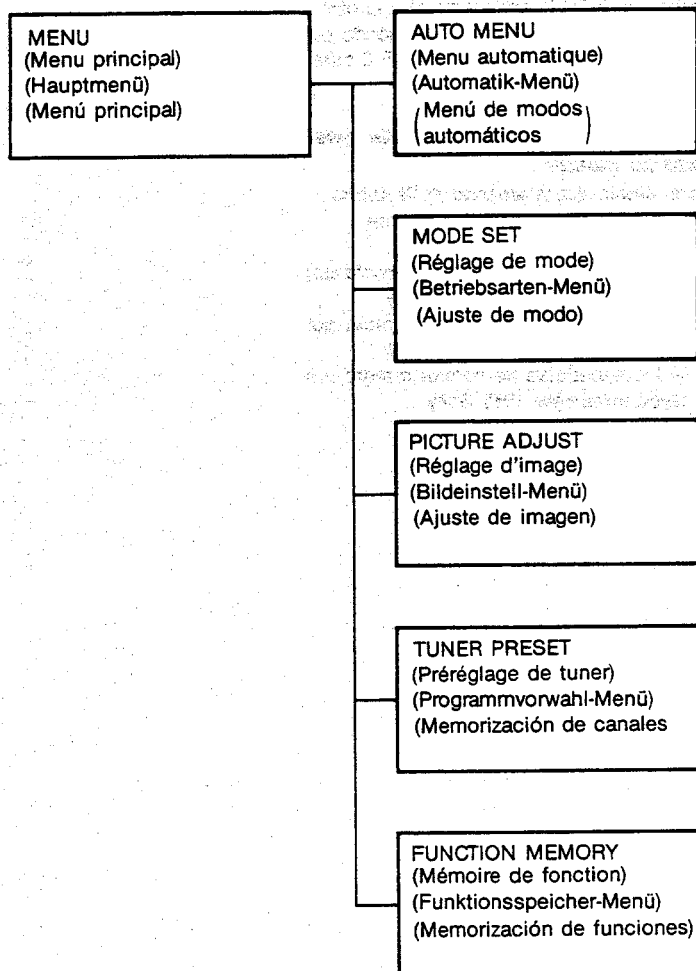 MENU
(Menu principal)
(Hauptmenü)
(Menú principal)
AUTO MENU
(Menu automatique)
(Automatik-Menü)
(Menú de modos
automáticos)
MODE SET
(Réglage de mode)
(Betriebsarten-Menü)
(Ajuste de modo)
PICTURE ADJUST
(Réglage d'image)
(Bildeinstell-Menü)
(Ajuste de imagen)
TUNER PRESET
(Préréglage de tuner)
(Programmvorwahl-Menü)
(Memorización de canales
FUNCTION MEMORY
(Mémoire de fonction)
(Funktionsspeicher-Menü)
(Memorización de funciones)